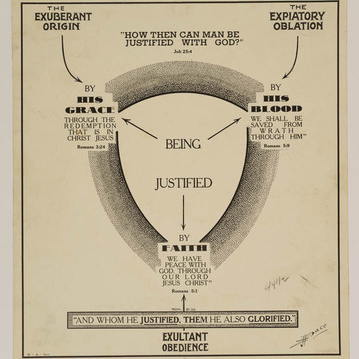 THE
EXUBERANT
ORIGIN
THE
EXPIATORY
OBLATION
"HOW THEN CAN MAN BE
JUSTIFIED WITH GOD?"
Job 25:4
BY
HIS
GRACE
THROUGH THE
REDEMPTION
THAT IS IN
CHRIST JESUS
Romans 3:24
BY
HIS
BLOOD
"WE SHALL BE
SAVED FROM
WRATH
THROUGH HIM"
Romans 5:9
BEING
JUSTIFIED
BY
FAITH
"WE HAVE
PEACE WITH
GOD THROUGH
OUR LORD
JESUS CHRIST"
Romans 5:1
"AND WHOM HE JUSTIFIED, THEM HE ALSO GLORIFIED."
EXULTANT
OBEDIENCE